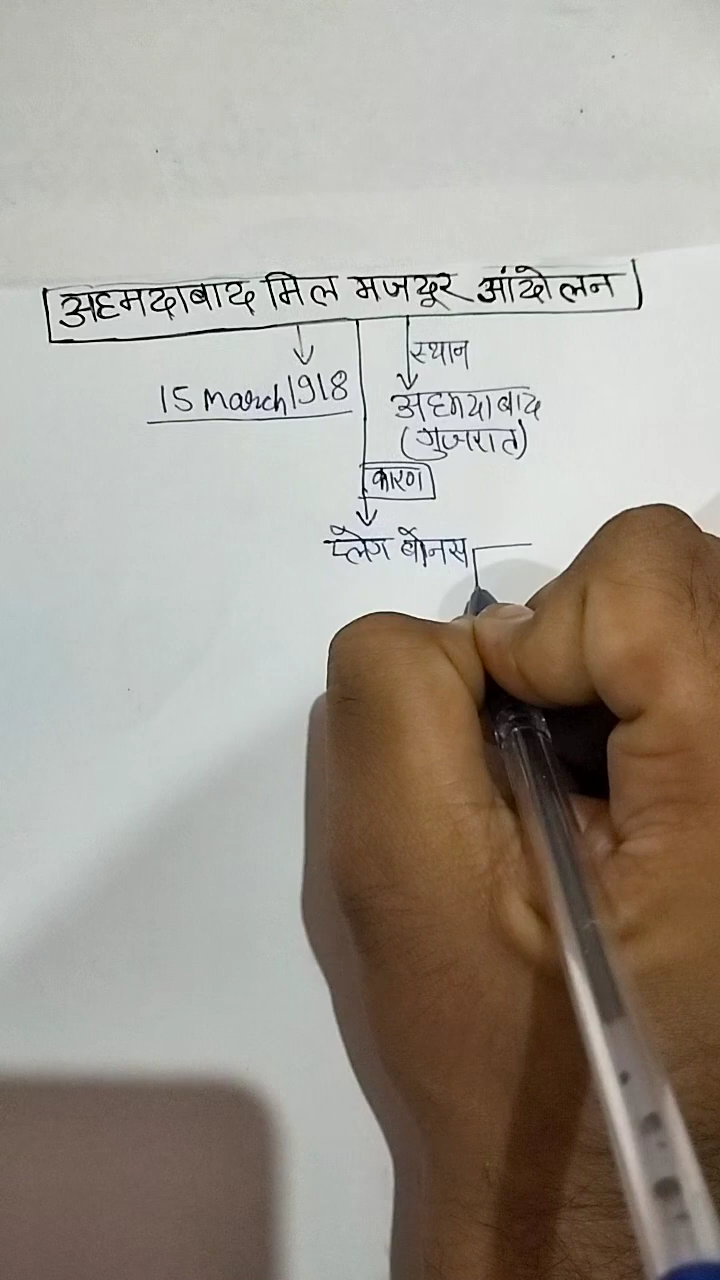 अहमदाबाद मिल मजदूर आंदोलन
15 March 1918
स्थान
अहमदाबाद
(गुजरात)
कारण
प्लेग बोनस